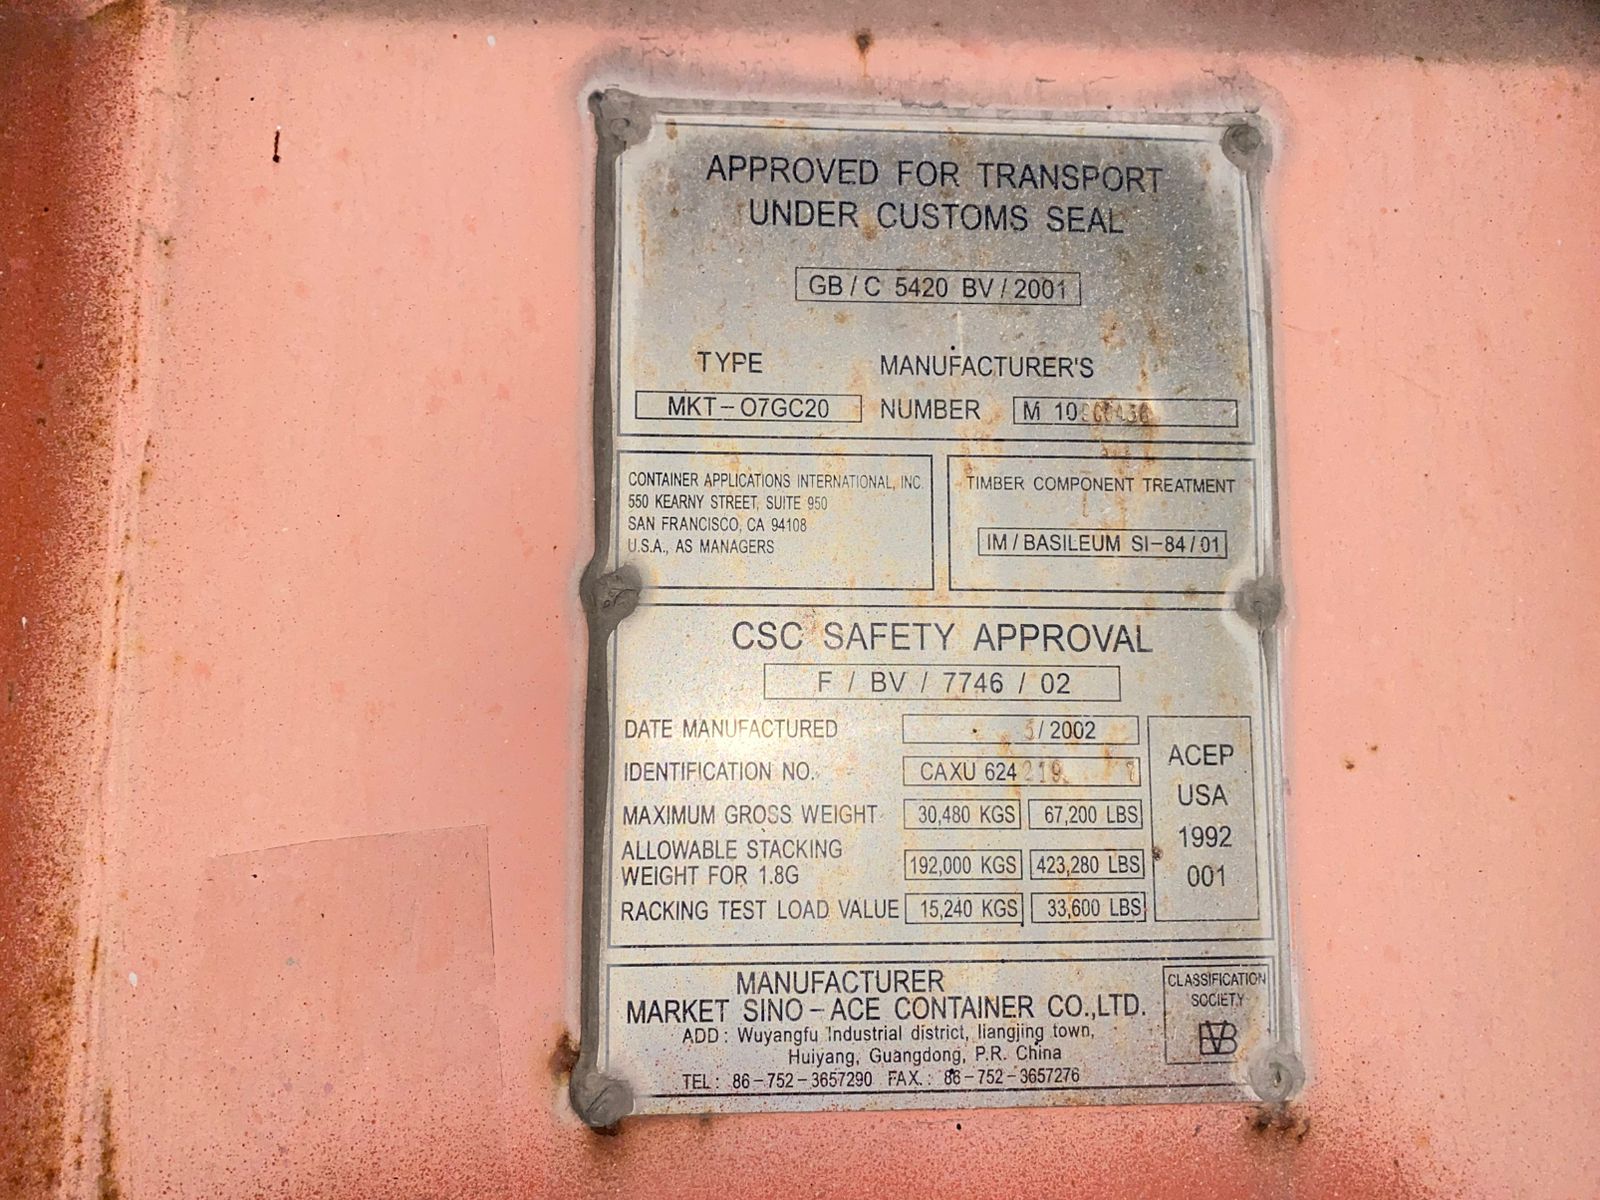 APPROVED FOR TRANSPORT
UNDER CUSTOMS SEAL
GB / C 5420 BV / 2001
TYPE
MKT - 07GC20
MANUFACTURER'S
NUMBER
M 10
CONTAINER APPLICATIONS INTERNATIONAL, INC.
550 KEARNY STREET, SUITE 950
SAN FRANCISCO, CA 94108
U.S.A., AS MANAGERS
TIMBER COMPONENT TREATMENT
IM / BASILEUM SI-84 / 01
CSC SAFETY APPROVAL
F / BV / 7746 / 02
DATE MANUFACTURED / 2002
IDENTIFICATION NO. CAXU 624219
MAXIMUM GROSS WEIGHT 30,480 KGS 67,200 LBS
ALLOWABLE STACKING
WEIGHT FOR 1.8G 192,000 KGS 423,280 LBS
RACKING TEST LOAD VALUE 15,240 KGS 33,600 LBS
ACEP
USA
1992
001
MANUFACTURER
MARKET SINO-ACE CONTAINER CO.,LTD.
ADD: Wuyangfu Industrial district, liangjing town,
Huiyang, Guangdong, P.R. China
TEL: 86-752-3657290 FAX.: 86-752-3657276
CLASSIFICATION
SOCIETY
BV